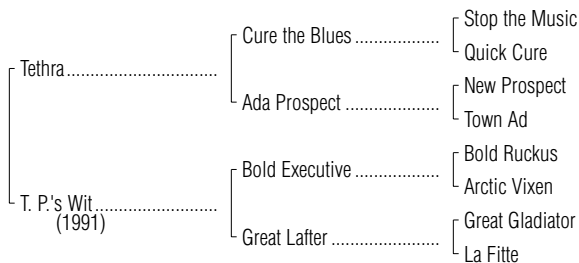 Stop the Music
Cure the Blues
Quick Cure
Tethra
New Prospect
Ada Prospect
Town Ad
Bold Ruckus
Bold Executive
Arctic Vixen
T. P.'s Wit
(1991)
Great Gladiator
Great Lafter
La Fitte